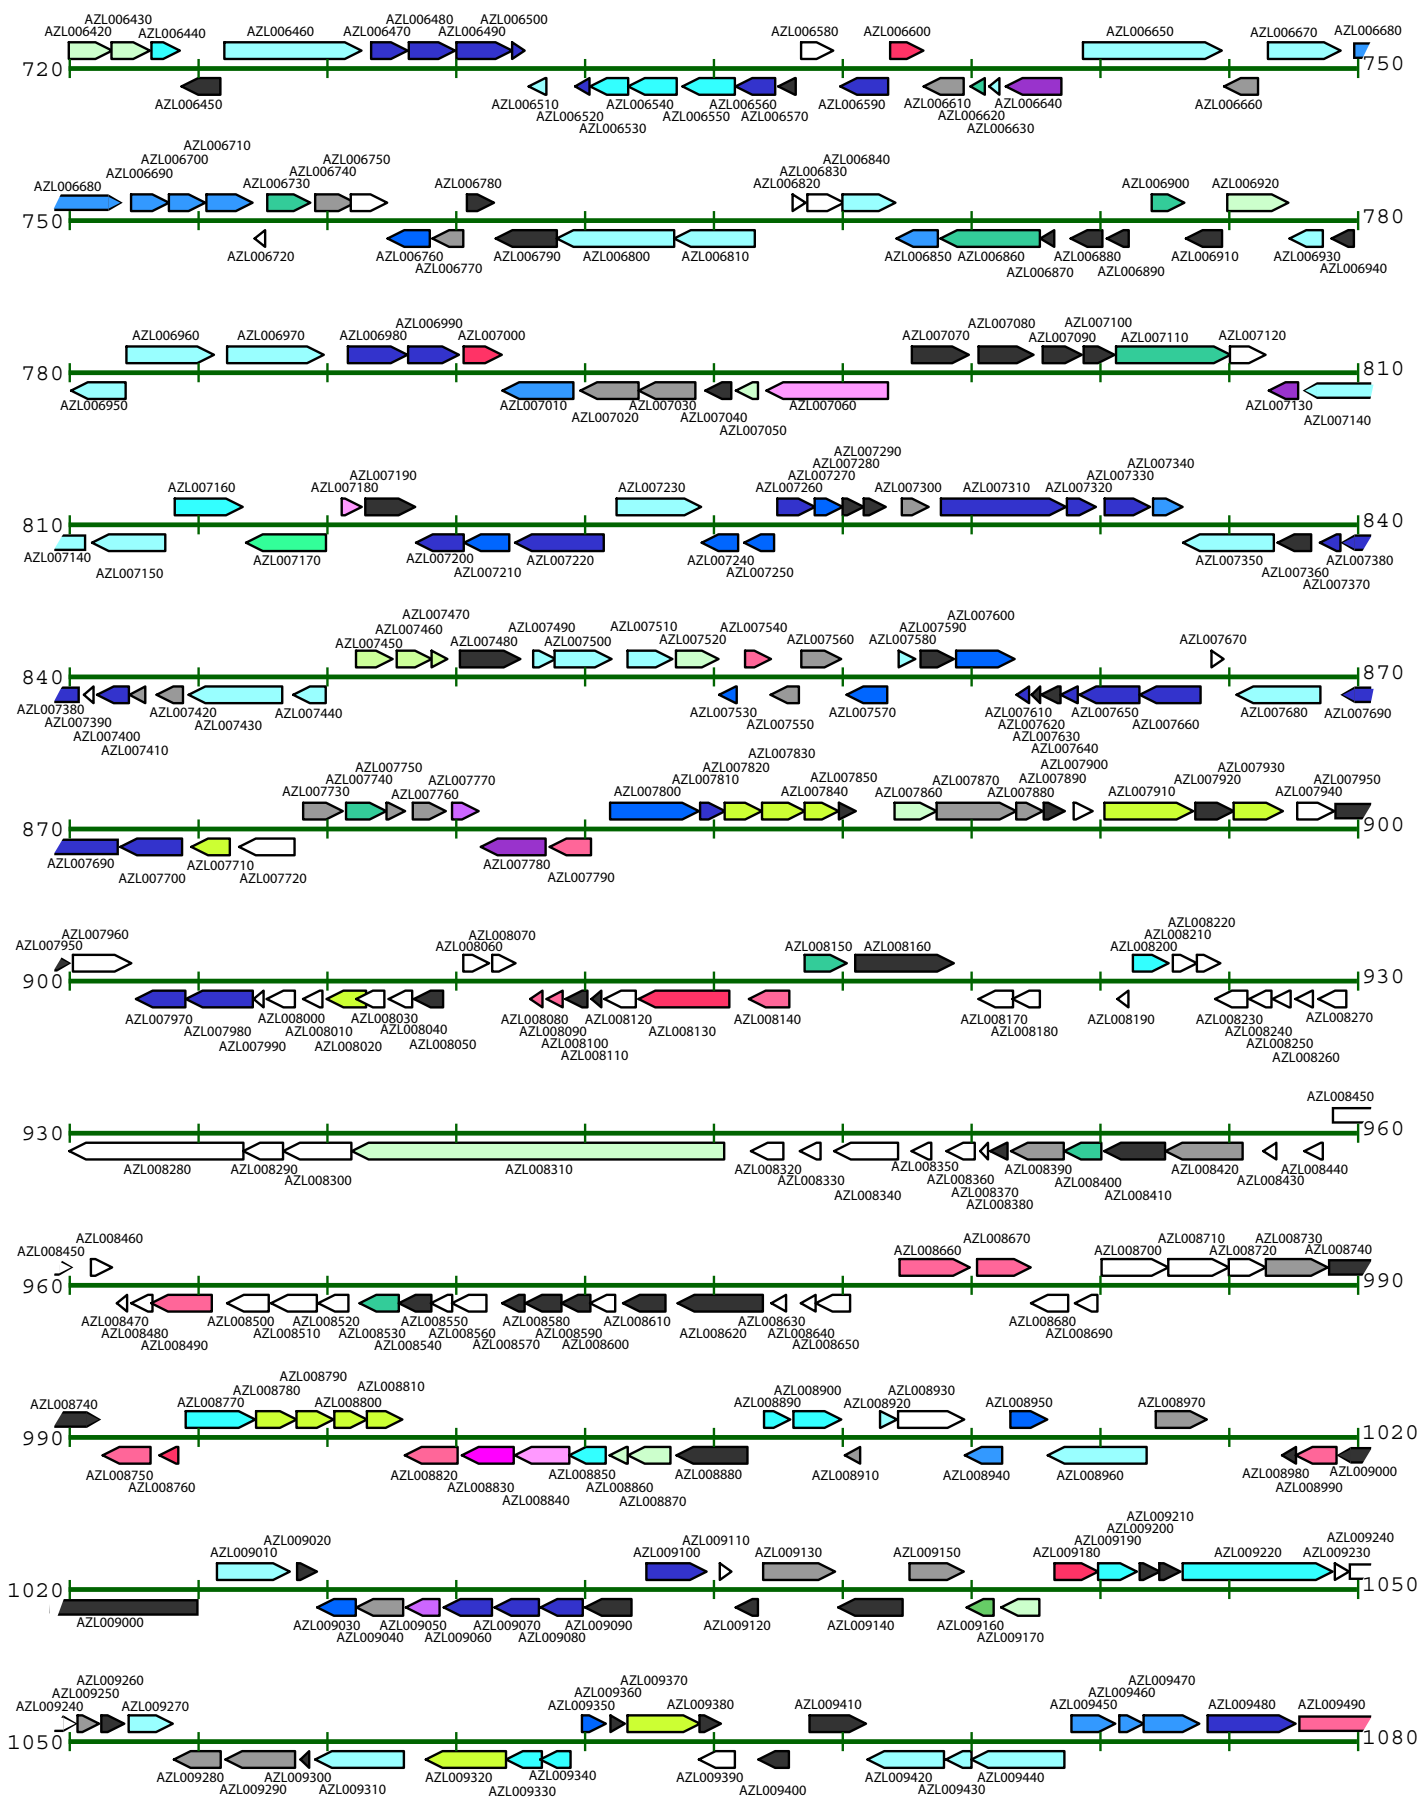 AZL006430 AZL006480 AZL006500
AZL006420 AZL006440 AZL006460 AZL006470 AZL006490 AZL006580 AZL006600 AZL006650 AZL006670 AZL006680
720 750
AZL006450 AZL006510 AZL006540 AZL006560 AZL006590 AZL006610 AZL006640 AZL006660
AZL006520 AZL006550 AZL006570 AZL006620
AZL006530 AZL006630
AZL006710
AZL006700 AZL006750 AZL006840
AZL006690 AZL006740 AZL006830
AZL006680 AZL006730 AZL006780 AZL006820 AZL006900 AZL006920
750 780
AZL006720 AZL006760 AZL006790 AZL006800 AZL006810 AZL006850 AZL006860 AZL006880 AZL006910 AZL006930
AZL006770 AZL006870 AZL006890 AZL006940
AZL006990 AZL007080 AZL007100
AZL006960 AZL006970 AZL006980 AZL007000 AZL007070 AZL007090 AZL007110 AZL007120
780 810
AZL006950 AZL007010 AZL007030 AZL007060 AZL007130
AZL007020 AZL007040 AZL007140
AZL007050
AZL007290
AZL007280 AZL007340
AZL007190 AZL007270 AZL007330
AZL007160 AZL007180 AZL007230 AZL007260 AZL007300 AZL007310 AZL007320
810 840
AZL007140 AZL007170 AZL007200 AZL007220 AZL007240 AZL007350 AZL007380
AZL007150 AZL007210 AZL007250 AZL007360
AZL007370
AZL007470 AZL007600
AZL007460 AZL007490 AZL007510 AZL007540 AZL007590
AZL007450 AZL007480 AZL007500 AZL007520 AZL007560 AZL007580 AZL007670
840 870
AZL007380 AZL007420 AZL007440 AZL007530 AZL007570 AZL007610 AZL007650 AZL007680 AZL007690
AZL007390 AZL007430 AZL007550 AZL007620 AZL007660
AZL007400 AZL007630
AZL007410 AZL007640
AZL007830
AZL007750 AZL007820 AZL007900 AZL007930
AZL007740 AZL007770 AZL007810 AZL007850 AZL007870 AZL007890 AZL007920 AZL007950
AZL007730 AZL007760 AZL007800 AZL007840 AZL007860 AZL007880 AZL007910 AZL007940
870 900
AZL007690 AZL007710 AZL007780
AZL007700 AZL007720 AZL007790
AZL008220
AZL007960 AZL008070 AZL008210
AZL007950 AZL008060 AZL008150 AZL008160 AZL008200
900 930
AZL007970 AZL008000 AZL008030 AZL008080 AZL008120 AZL008140 AZL008170 AZL008190 AZL008230 AZL008270
AZL007980 AZL008010 AZL008040 AZL008090 AZL008130 AZL008180 AZL008240
AZL007990 AZL008020 AZL008050 AZL008100 AZL008250
AZL008110 AZL008260
AZL008450
930 960
AZL008280 AZL008290 AZL008310 AZL008320 AZL008350 AZL008390 AZL008420 AZL008440
AZL008300 AZL008330 AZL008360 AZL008400 AZL008430
AZL008340 AZL008370 AZL008410
AZL008380
AZL008460 AZL008670 AZL008710 AZL008730
AZL008450 AZL008660 AZL008700 AZL008720 AZL008740
960 990
AZL008470 AZL008500 AZL008520 AZL008550 AZL008580 AZL008610 AZL008630 AZL008680
AZL008480 AZL008510 AZL008530 AZL008560 AZL008590 AZL008620 AZL008640 AZL008690
AZL008490 AZL008540 AZL008570 AZL008600 AZL008650
AZL008790
AZL008780 AZL008810 AZL008900 AZL008930
AZL008740 AZL008770 AZL008800 AZL008890 AZL008920 AZL008950 AZL008970
990 1020
AZL008750 AZL008820 AZL008850 AZL008880 AZL008910 AZL008940 AZL008960 AZL008980 AZL009000
AZL008760 AZL008830 AZL008860 AZL008990
AZL008840 AZL008870
AZL009210
AZL009200
AZL009020 AZL009110 AZL009190 AZL009240
AZL009010 AZL009100 AZL009130 AZL009150 AZL009180 AZL009220 AZL009230
1020 1050
AZL009000 AZL009030 AZL009050 AZL009070 AZL009090 AZL009120 AZL009140 AZL009160
AZL009040 AZL009060 AZL009080 AZL009170
AZL009260 AZL009370 AZL009470
AZL009250 AZL009360 AZL009460
AZL009240 AZL009270 AZL009350 AZL009380 AZL009410 AZL009450 AZL009480 AZL009490
1050 1080
AZL009280 AZL009300 AZL009320 AZL009340 AZL009390 AZL009420 AZL009440
AZL009290 AZL009310 AZL009330 AZL009400 AZL009430